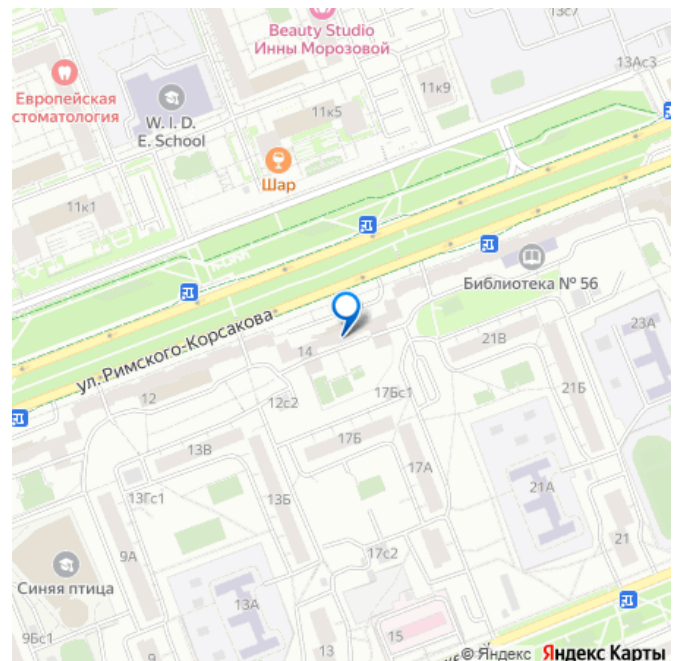 13с7
Beauty Studio
Инны Морозовой
13Ас3
Европейская
стоматология
11к9
11к5
W. I. D.
E. School
Шар
11к1
Библиотека № 56
ул. Римского-Корсакова
23А
21В
14
12
12с2
17Бс1
21Б
17Б
13В
17А
13Гс1
13Б
21А
9А
17с2
21
Синяя птица
13А
9Бс1
15
9
13
© Яндекс Яндекс Карты